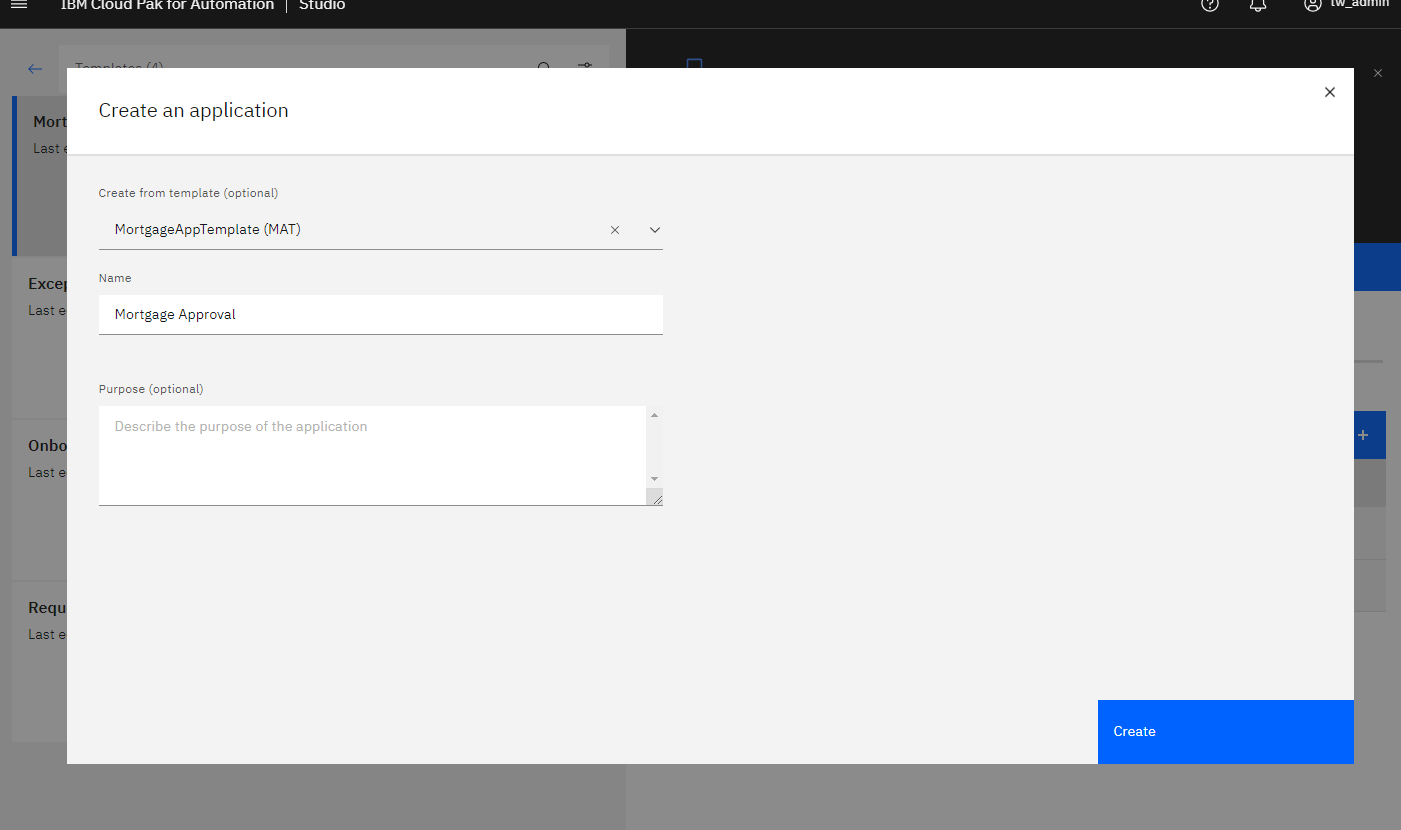 IBM Cloud Pak for Automation | Studio
tw_admin
Templates (4)
Create an application
Mort
Last e
Create from template (optional)
MortgageAppTemplate (MAT)
Name
Excep
Last e
Mortgage Approval
Purpose (optional)
Describe the purpose of the application
Onbo
Last e
Requ
Last e
Create